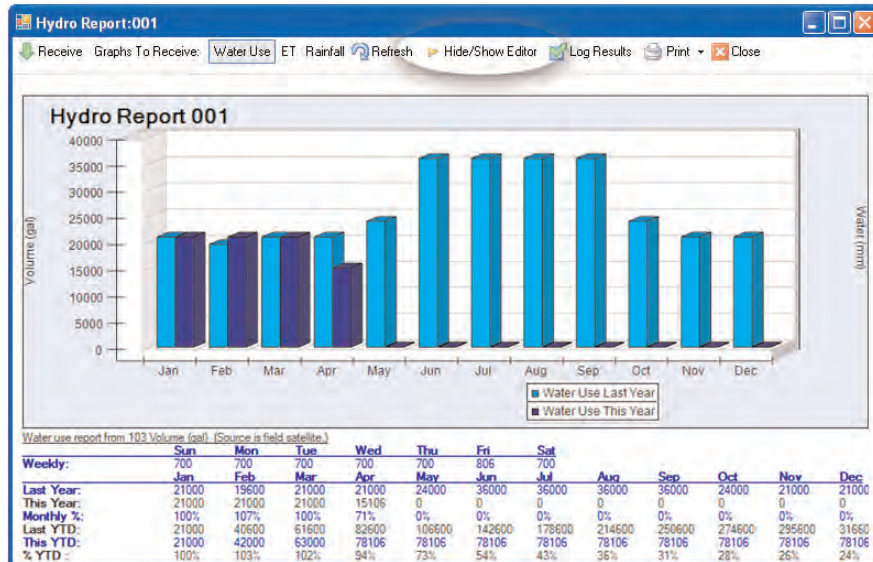 Hydro Report:001
Receive Graphs To Receive: Water Use ET Rainfall Refresh Hide/Show Editor Log Results Print Close
Hydro Report 001
40000
35000
30000
25000
20000
15000
10000
5000
0
Volume (gal)
Water (mm)
Jan Feb Mar Apr May Jun Jul Aug Sep Oct Nov Dec
Water Use Last Year
Water Use This Year
Water use report from 103 Volume (gal) (Source is field satellite.)
Sun Mon Tue Wed Thu Fri Sat
Weekly: 700 700 700 700 700 806 700
Jan Feb Mar Apr May Jun Jul Aug Sep Oct Nov Dec
Last Year: 21000 19600 21000 21000 24000 36000 36000 36000 36000 24000 21000 21000
This Year: 21000 21000 21000 15106 0 0 0 0 0 0 0 0
Monthly %: 100% 107% 100% 71% 0% 0% 0% 0% 0% 0% 0% 0%
Last YTD: 21000 40600 61600 82600 106600 142600 178600 214600 250600 274600 295600 31660
This YTD: 21000 42000 63000 78106 78106 78106 78106 78106 78106 78106 78106 78106
% YTD : 100% 103% 102% 94% 73% 54% 43% 36% 31% 28% 26% 24%